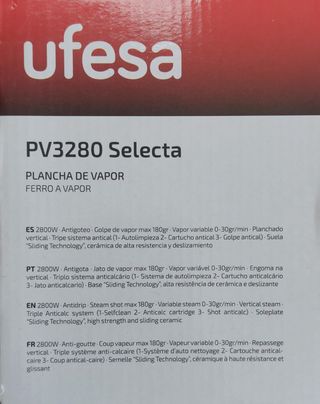 ufesa
PV3280 Selecta
PLANCHA DE VAPOR
FERRO A VAPOR
ES 2800W · Antigoteo · Golpe de vapor max 180gr · Vapor variable 0-30gr/min · Planchado
vertical · Tripe sistema antical (1- Autolimpieza 2- Cartucho antical 3- Golpe antical) · Suela
"Sliding Technology", cerámica de alta resistencia y deslizamiento
PT 2800W · Antigota · Jato de vapor max 180gr · Vapor variável 0-30gr/min · Engoma na
vertical · Triplo sistema anticalcário (1- Sistema de autolimpieza 2- Cartucho anticalcário
3- Jato anticalcario) · Base "Sliding Technology", alta resistência de cerâmica e deslizante
EN 2800W · Antidrip · Steam shot max 180gr · Variable steam 0-30gr/min · Vertical steam ·
Triple Anticalc system (1-Selfclean 2- Anticalc cartridge 3- Shot anticalc) · Soleplate
"Sliding Technology", high strength and sliding ceramic
FR 2800W · Anti-goutte · Coup vapeur max 180gr · Vapeur variable 0-30gr/min · Repassege
vertical · Triple système anti-calcaire (1-Système d'auto nettoyage 2- Cartouche antical-
caire 3- Coup antical-caire) · Semelle "Sliding Technology", céramique à haute résistance et
glissant